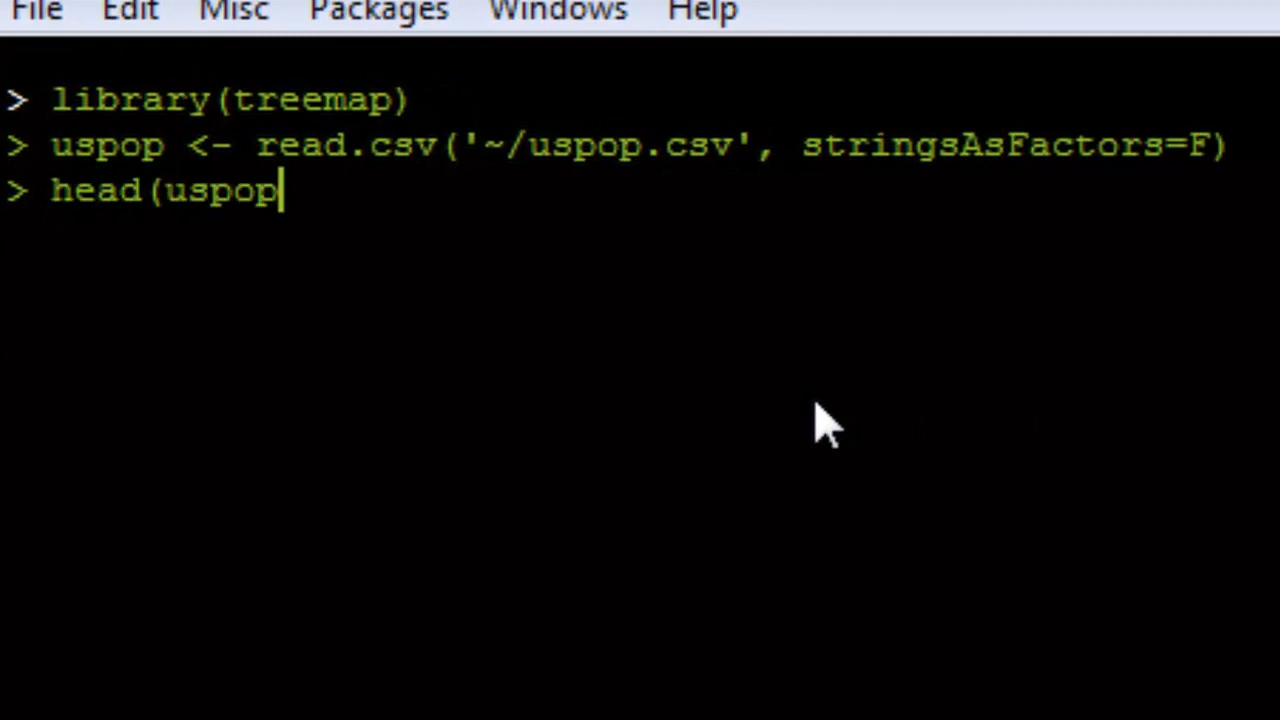 File Edit Misc Packages Windows Help
> library(treemap)
> uspop <- read.csv('~/uspop.csv', stringsAsFactors=F)
> head(uspop